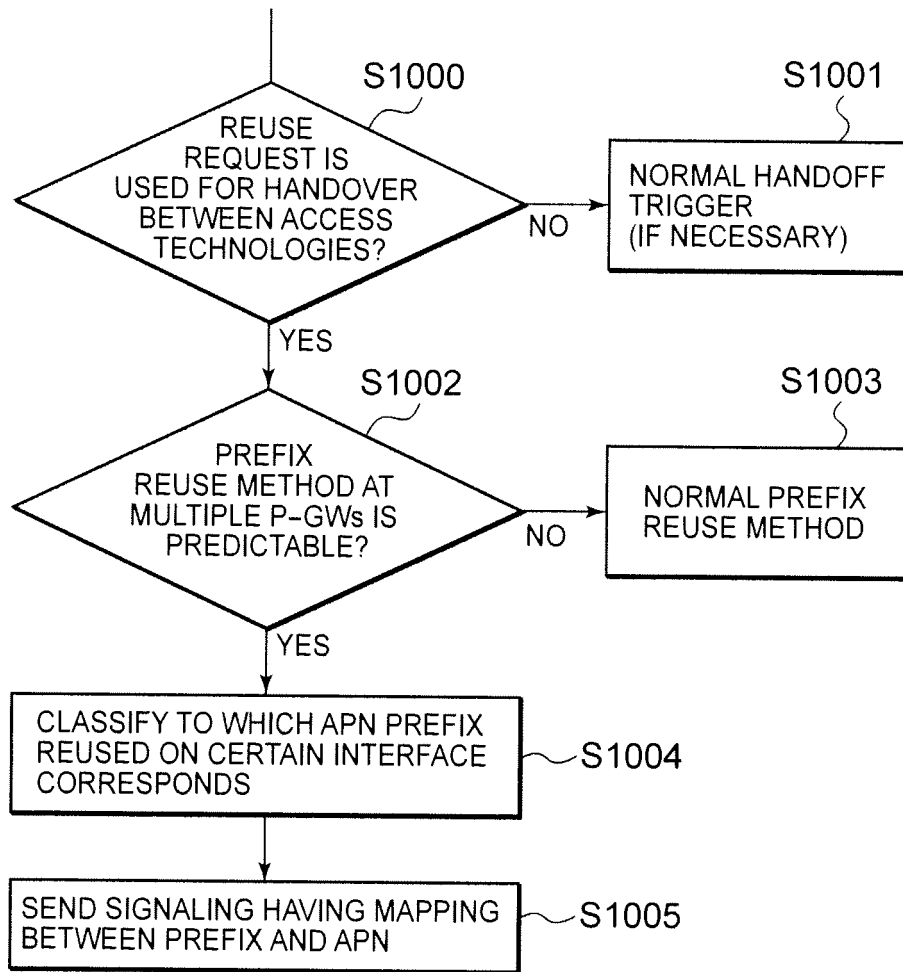 S1000
REUSE
REQUEST IS
USED FOR HANDOVER
BETWEEN ACCESS
TECHNOLOGIES?
NO
YES
S1001
NORMAL HANDOFF
TRIGGER
(IF NECESSARY)
S1002
PREFIX
REUSE METHOD AT
MULTIPLE P-GWs IS
PREDICTABLE?
NO
YES
S1003
NORMAL PREFIX
REUSE METHOD
CLASSIFY TO WHICH APN PREFIX
REUSED ON CERTAIN INTERFACE
CORRESPONDS
S1004
SEND SIGNALING HAVING MAPPING
BETWEEN PREFIX AND APN
S1005